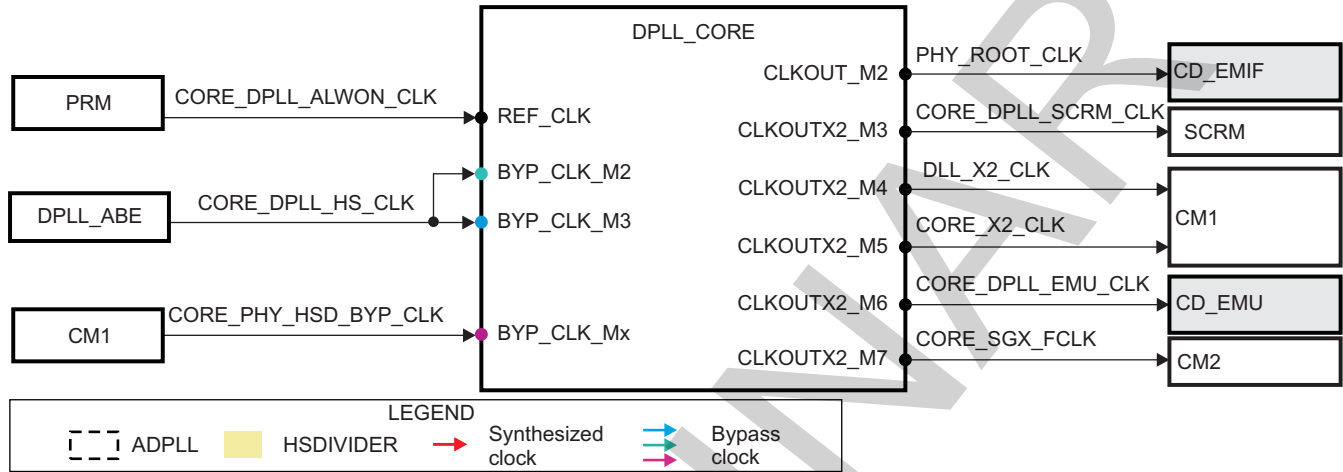 DPLL_CORE
PRM
CORE_DPLL_ALWON_CLK
REF_CLK
BYP_CLK_M2
DPLL_ABE
CORE_DPLL_HS_CLK
BYP_CLK_M3
CM1
CORE_PHY_HSD_BYP_CLK
BYP_CLK_Mx
CLKOUT_M2
PHY_ROOT_CLK
CD_EMIF
CLKOUTX2_M3
CORE_DPLL_SCRM_CLK
SCRM
CLKOUTX2_M4
DLL_X2_CLK
CM1
CLKOUTX2_M5
CORE_X2_CLK
CLKOUTX2_M6
CORE_DPLL_EMU_CLK
CD_EMU
CLKOUTX2_M7
CORE_SGX_FCLK
CM2
LEGEND
ADPLL
HSDIVIDER
Synthesized
clock
Bypass
clock